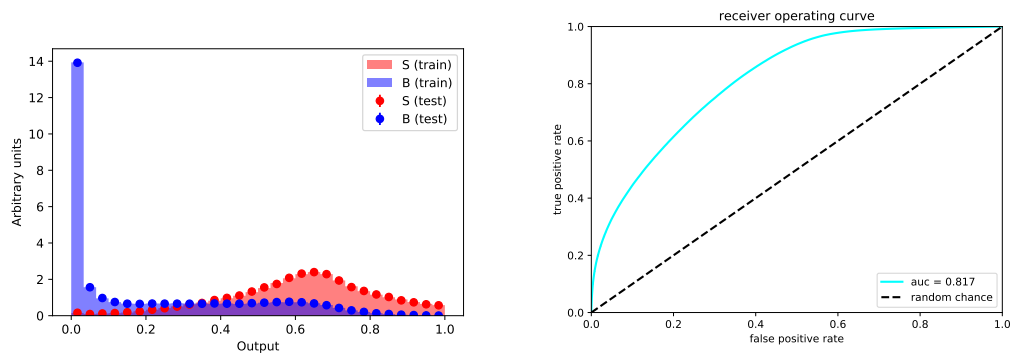 14
12
10
8
6
4
2
0
Arbitrary units
0.0 0.2 0.4 0.6 0.8 1.0
Output
S (train)
B (train)
S (test)
B (test)
receiver operating curve
1.0
0.8
0.6
0.4
0.2
0.0
true positive rate
0.0 0.2 0.4 0.6 0.8 1.0
false positive rate
auc = 0.817
random chance